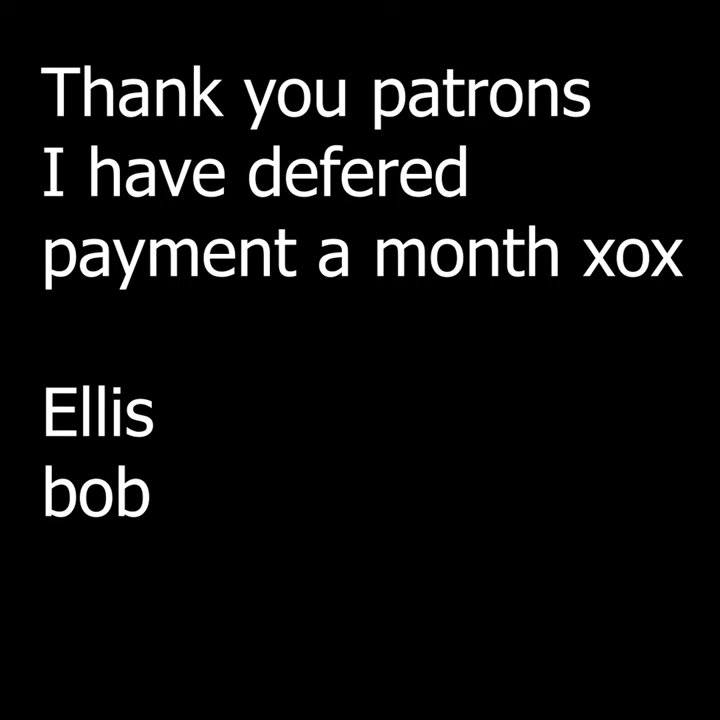 Thank you patrons
I have defered
payment a month xox
Ellis
bob